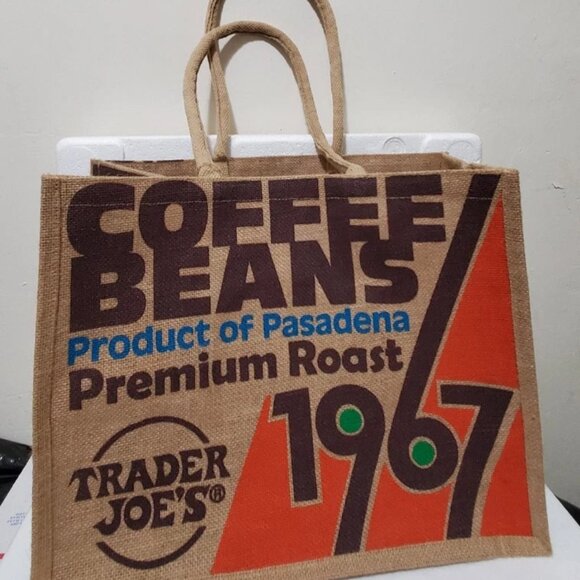 COFFEE
BEANS
Product of Pasadena
Premium Roast
1967
TRADER
JOE'S®